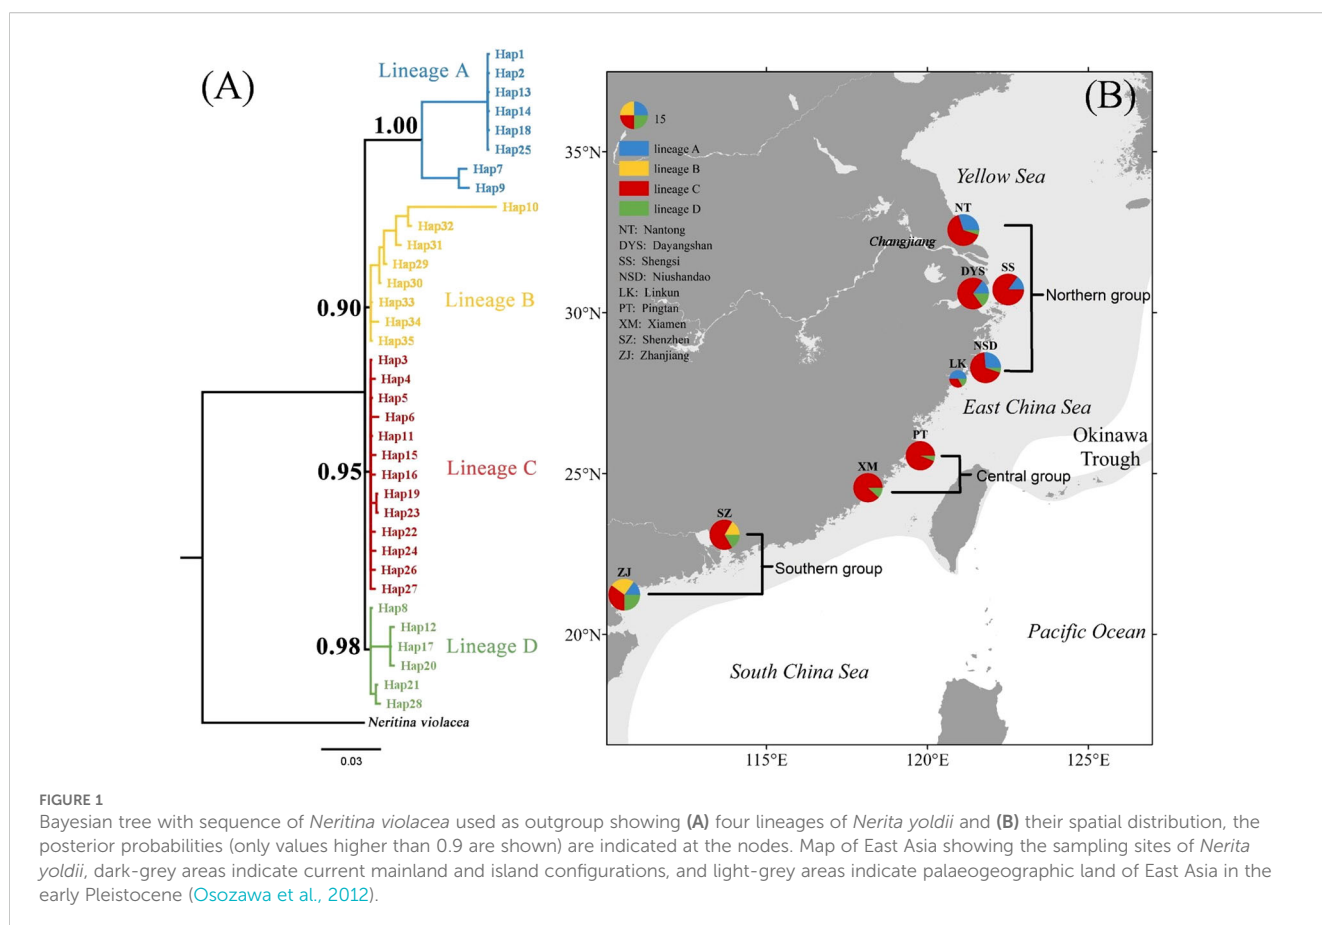 (A)
Lineage A
1.00
Hap1
Hap2
Hap13
Hap14
Hap18
Hap25
Hap7
Hap9
Hap10
Hap32
Hap31
Hap29
Hap30
Hap33
Hap34
Hap35
0.90
Lineage B
Hap3
Hap4
Hap5
Hap6
Hap11
Hap15
Hap16
Hap19
Hap23
Hap22
Hap24
Hap26
Hap27
0.95
Lineage C
Hap8
Hap12
Hap17
Hap20
Hap21
Hap28
0.98
Lineage D
Neritina violacea
0.03
(B)
15
lineage A
lineage B
lineage C
lineage D
NT: Nantong
DYS: Dayangshan
SS: Shengsi
NSD: Niushandao
LK: Linkun
PT: Pingtan
XM: Xiamen
SZ: Shenzhen
ZJ: Zhanjiang
35°N
30°N
25°N
20°N
115°E
120°E
125°E
Yellow Sea
NT
Changjiang
DYS
SS
Northern group
NSD
LK
East China Sea
Okinawa
Trough
PT
XM
Central group
SZ
ZJ
Southern group
Pacific Ocean
South China Sea
FIGURE 1
Bayesian tree with sequence of Neritina violacea used as outgroup showing (A) four lineages of Nerita yoldii and (B) their spatial distribution, the
posterior probabilities (only values higher than 0.9 are shown) are indicated at the nodes. Map of East Asia showing the sampling sites of Nerita
yoldii, dark-grey areas indicate current mainland and island configurations, and light-grey areas indicate palaeogeographic land of East Asia in the
early Pleistocene (Osozawa et al., 2012).